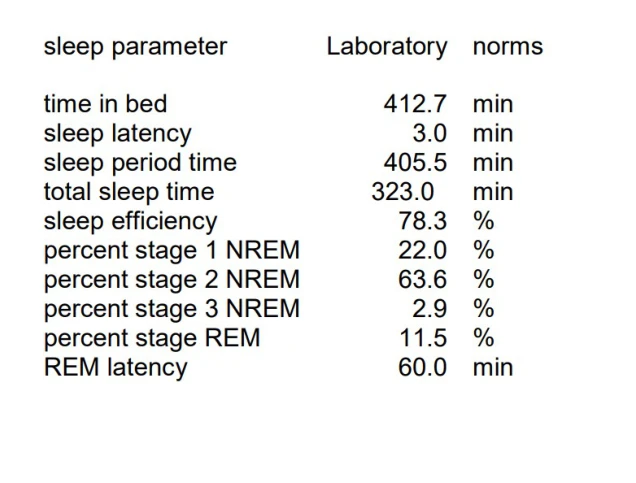 sleep parameter Laboratory norms
time in bed 412.7 min
sleep latency 3.0 min
sleep period time 405.5 min
total sleep time 323.0 min
sleep efficiency 78.3 %
percent stage 1 NREM 22.0 %
percent stage 2 NREM 63.6 %
percent stage 3 NREM 2.9 %
percent stage REM 11.5 %
REM latency 60.0 min